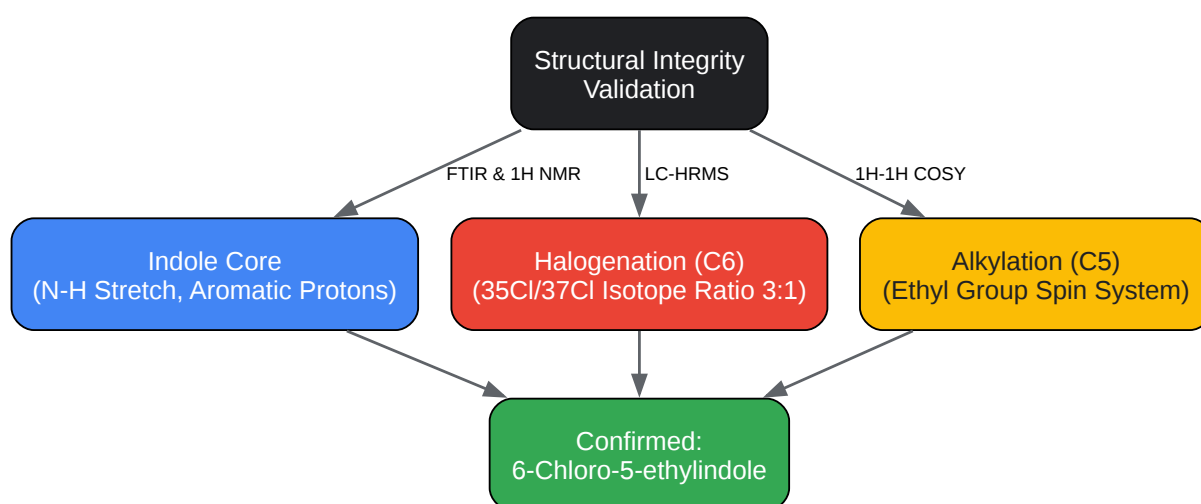 Structural Integrity
Validation
FTIR & 1H NMR
LC-HRMS
1H-1H COSY
Indole Core
(N-H Stretch, Aromatic Protons)
Halogenation (C6)
(35Cl/37Cl Isotope Ratio 3:1)
Alkylation (C5)
(Ethyl Group Spin System)
Confirmed:
6-Chloro-5-ethylindole